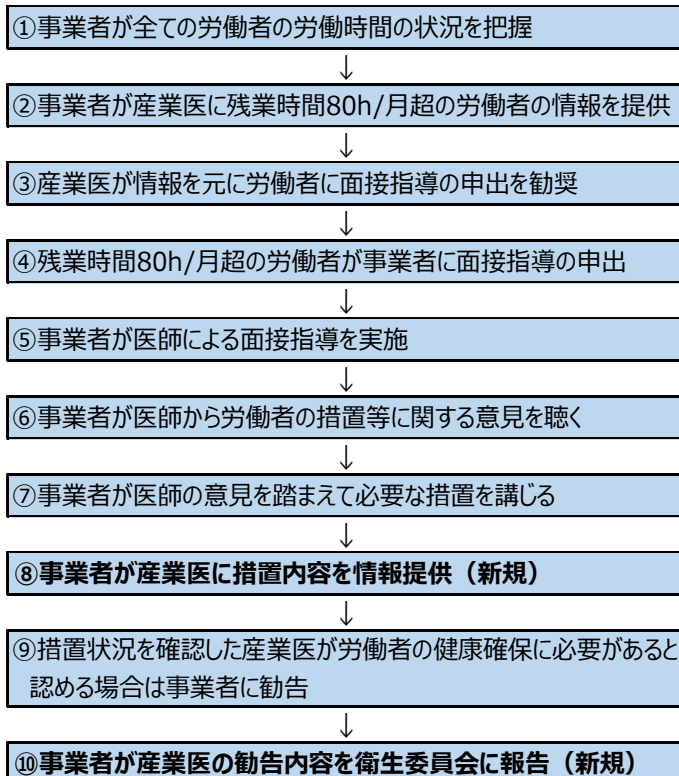 ①事業者が全ての労働者の労働時間の状況を把握
↓
②事業者が産業医に残業時間80h/月超の労働者の情報を提供
↓
③産業医が情報を元に労働者に面接指導の申出を勧奨
↓
④残業時間80h/月超の労働者が事業者に面接指導の申出
↓
⑤事業者が医師による面接指導を実施
↓
⑥事業者が医師から労働者の措置等に関する意見を聴く
↓
⑦事業者が医師の意見を踏まえて必要な措置を講じる
↓
⑧事業者が産業医に措置内容を情報提供（新規）
↓
⑨措置状況を確認した産業医が労働者の健康確保に必要があると
認める場合は事業者に勧告
↓
⑩事業者が産業医の勧告内容を衛生委員会に報告（新規）